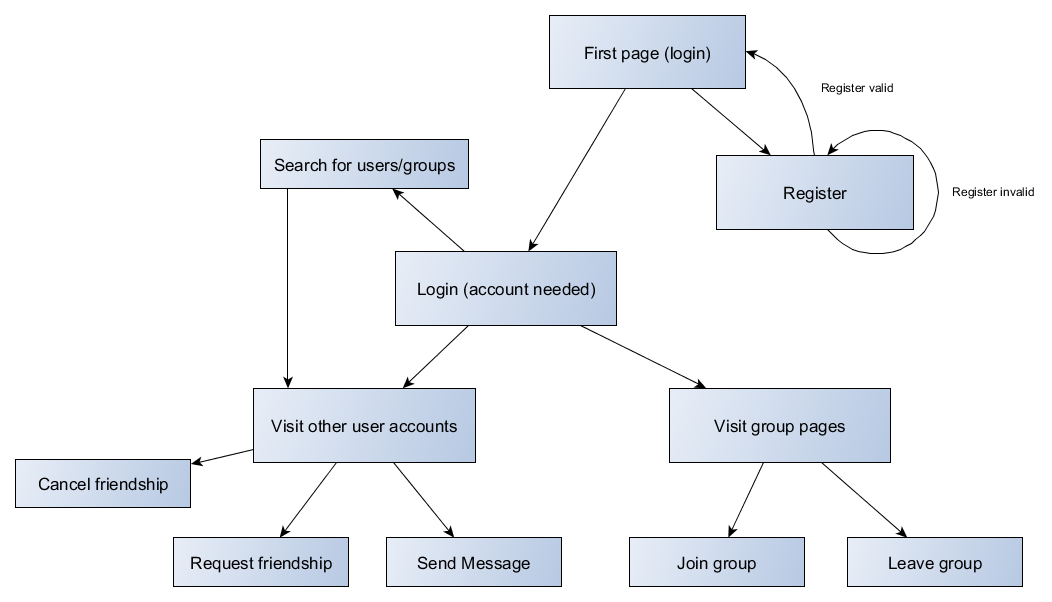 First page (login)
Register valid
Search for users/groups
Register
Register invalid
Login (account needed)
Visit other user accounts
Visit group pages
Cancel friendship
Request friendship
Send Message
Join group
Leave group